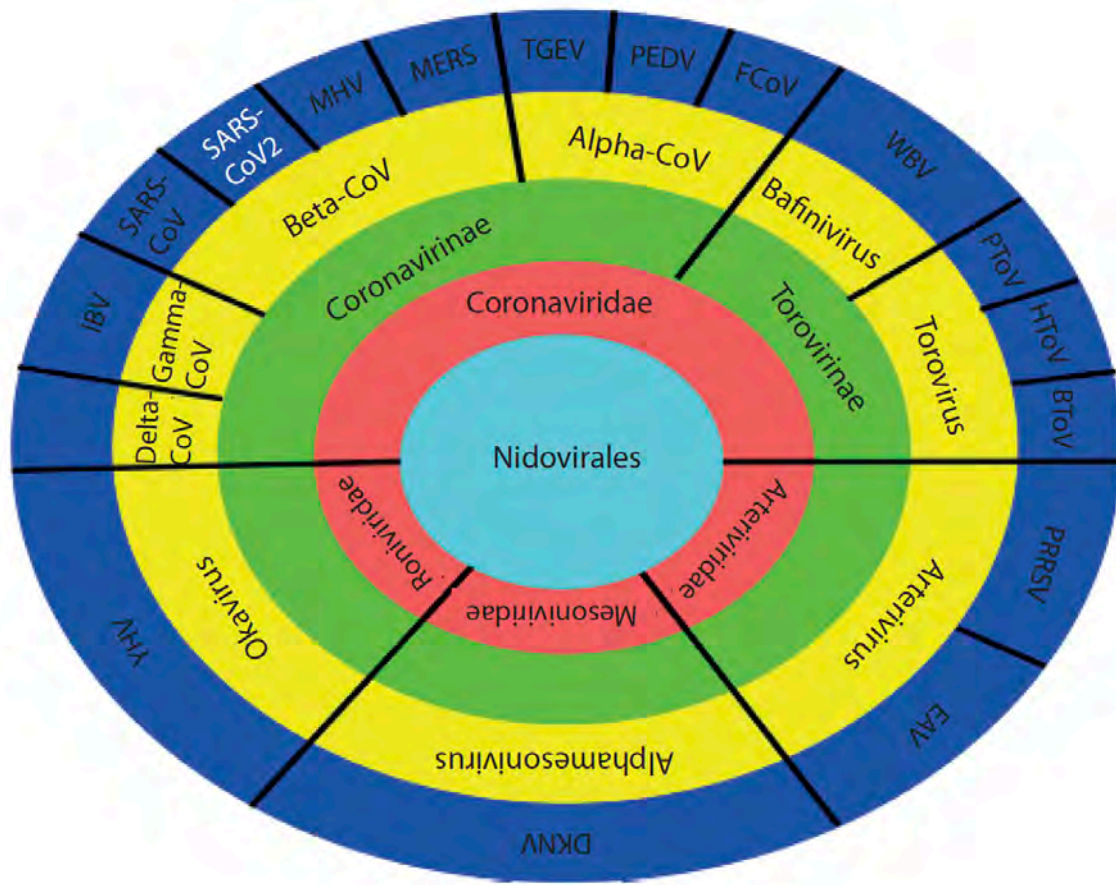 TGEV
PEDV
FCoV
WBV
PToV
HToV
BToV
PRRSV
EAV
DKNV
YHV
IBV
SARS-
CoV
SARS-
CoV2
MHV
MERS
Alpha-CoV
Bafinivirus
Torovirus
Arterivirus
Alphamesonivirus
Okavirus
Delta-
CoV
Gamma-
CoV
Beta-CoV
Coronavirinae
Torovirinae
Coronaviridae
Arteriviridae
Mesoniviridae
Roniviridae
Nidovirales